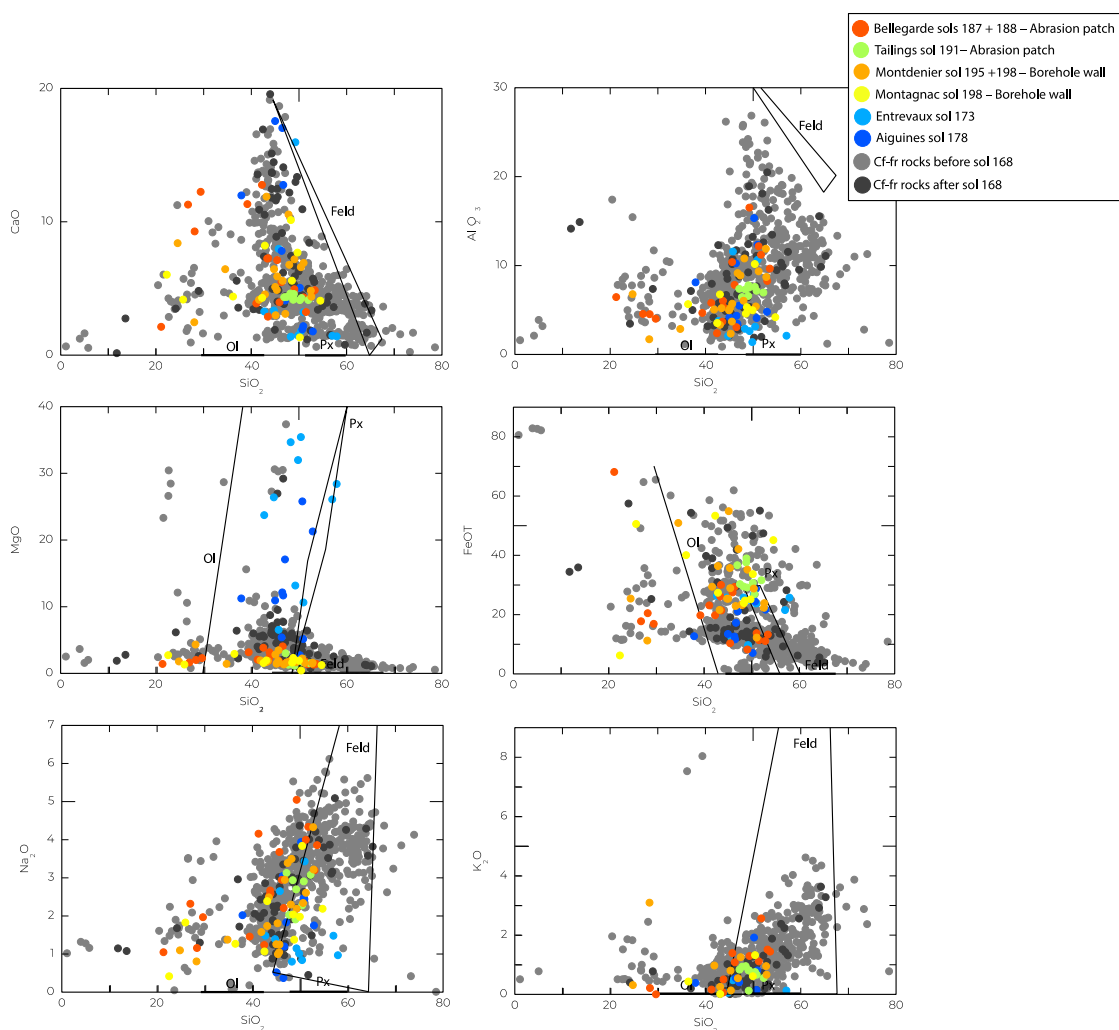 Bellegarde sols 187 + 188 – Abrasion patch
Tailings sol 191– Abrasion patch
Montdenier sol 195 +198 – Borehole wall
Montagnac sol 198 – Borehole wall
Entrevaux sol 173
Aiguines sol 178
Cf-fr rocks before sol 168
Cf-fr rocks after sol 168
20
10
0
CaO
Feld
Ol
Px
0 20 40 60 80
SiO₂
30
20
10
0
Al₂O₃
Feld
Ol
Px
0 20 40 60 80
SiO₂
40
30
20
10
0
MgO
Ol
Px
Feld
0 20 40 60 80
SiO₂
80
60
40
20
0
FeOT
Ol
Px
Feld
0 20 40 60 80
SiO₂
7
6
5
4
3
2
1
0
Na₂O
Feld
Ol
Px
0 20 40 60 80
SiO₂
8
6
4
2
0
K₂O
Feld
Px
0 20 40 60 80
SiO₂